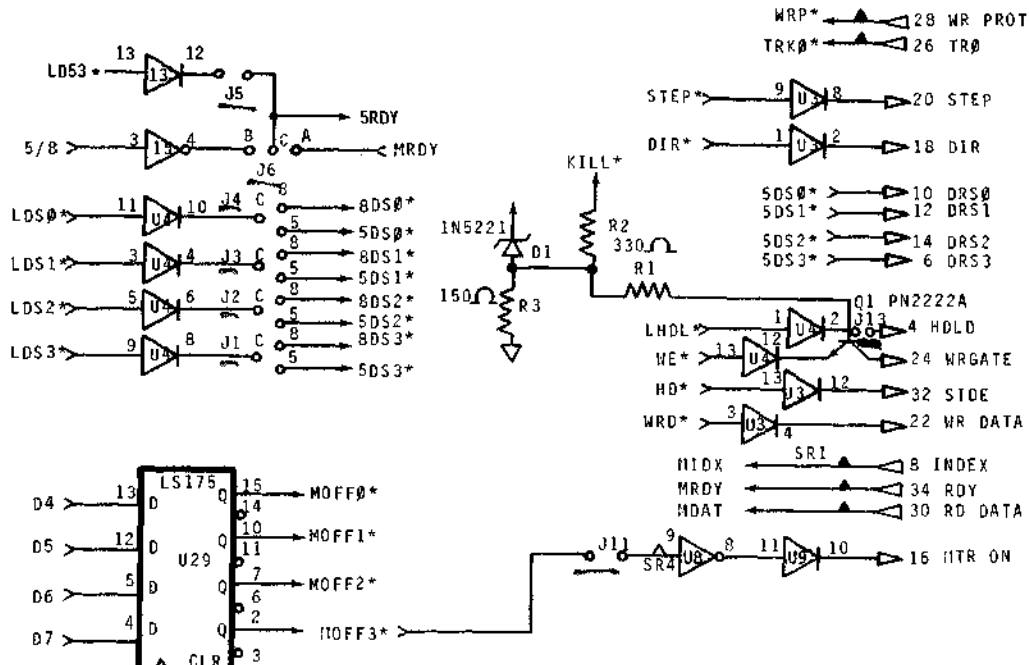 WRP* 28 WR PROT
TRKØ* 26 TRØ
13 12
LD53* 13
J5
5RDY
STEP* 9 U3 8 20 STEP
5/8 3 15 4 B C A MRDY
DIR* 1 U3 2 18 DIR
J6
KILL*
LDSØ* 11 U4 10 J4 C 8 8DSØ*
5 5DSØ*
LDS1* 3 U4 4 J3 C 8 8DS1*
5 5DS1*
LDS2* 5 U4 6 J2 C 8 8DS2*
5 5DS2*
LDS3* 9 U4 8 J1 C 8 8DS3*
5 5DS3*
1N5221
D1
R2
330Ω
R1
150Ω
R3
5DSØ* 10 DRSØ
5DS1* 12 DRS1
5DS2* 14 DRS2
5DS3* 6 DRS3
Q1 PN2222A
LHDL* 1 U4 2 J13 4 HDLD
WE* 13 U4 12 24 WRGATE
HD* 13 U3 12 32 SIDE
WRD* 3 U3 4 22 WR DATA
MIDX SR1 8 INDEX
MRDY 34 RDY
MDAT 30 RD DATA
LS175
D4 13 D Q 15 MOFFØ*
14
D5 12 D Q 10 MOFF1*
11
U29
D6 5 D Q 7 MOFF2*
6
D7 4 D Q 2 MOFF3*
CLR 3
J11 SR4 9 U8 8 11 U9 10 16 MTR ON